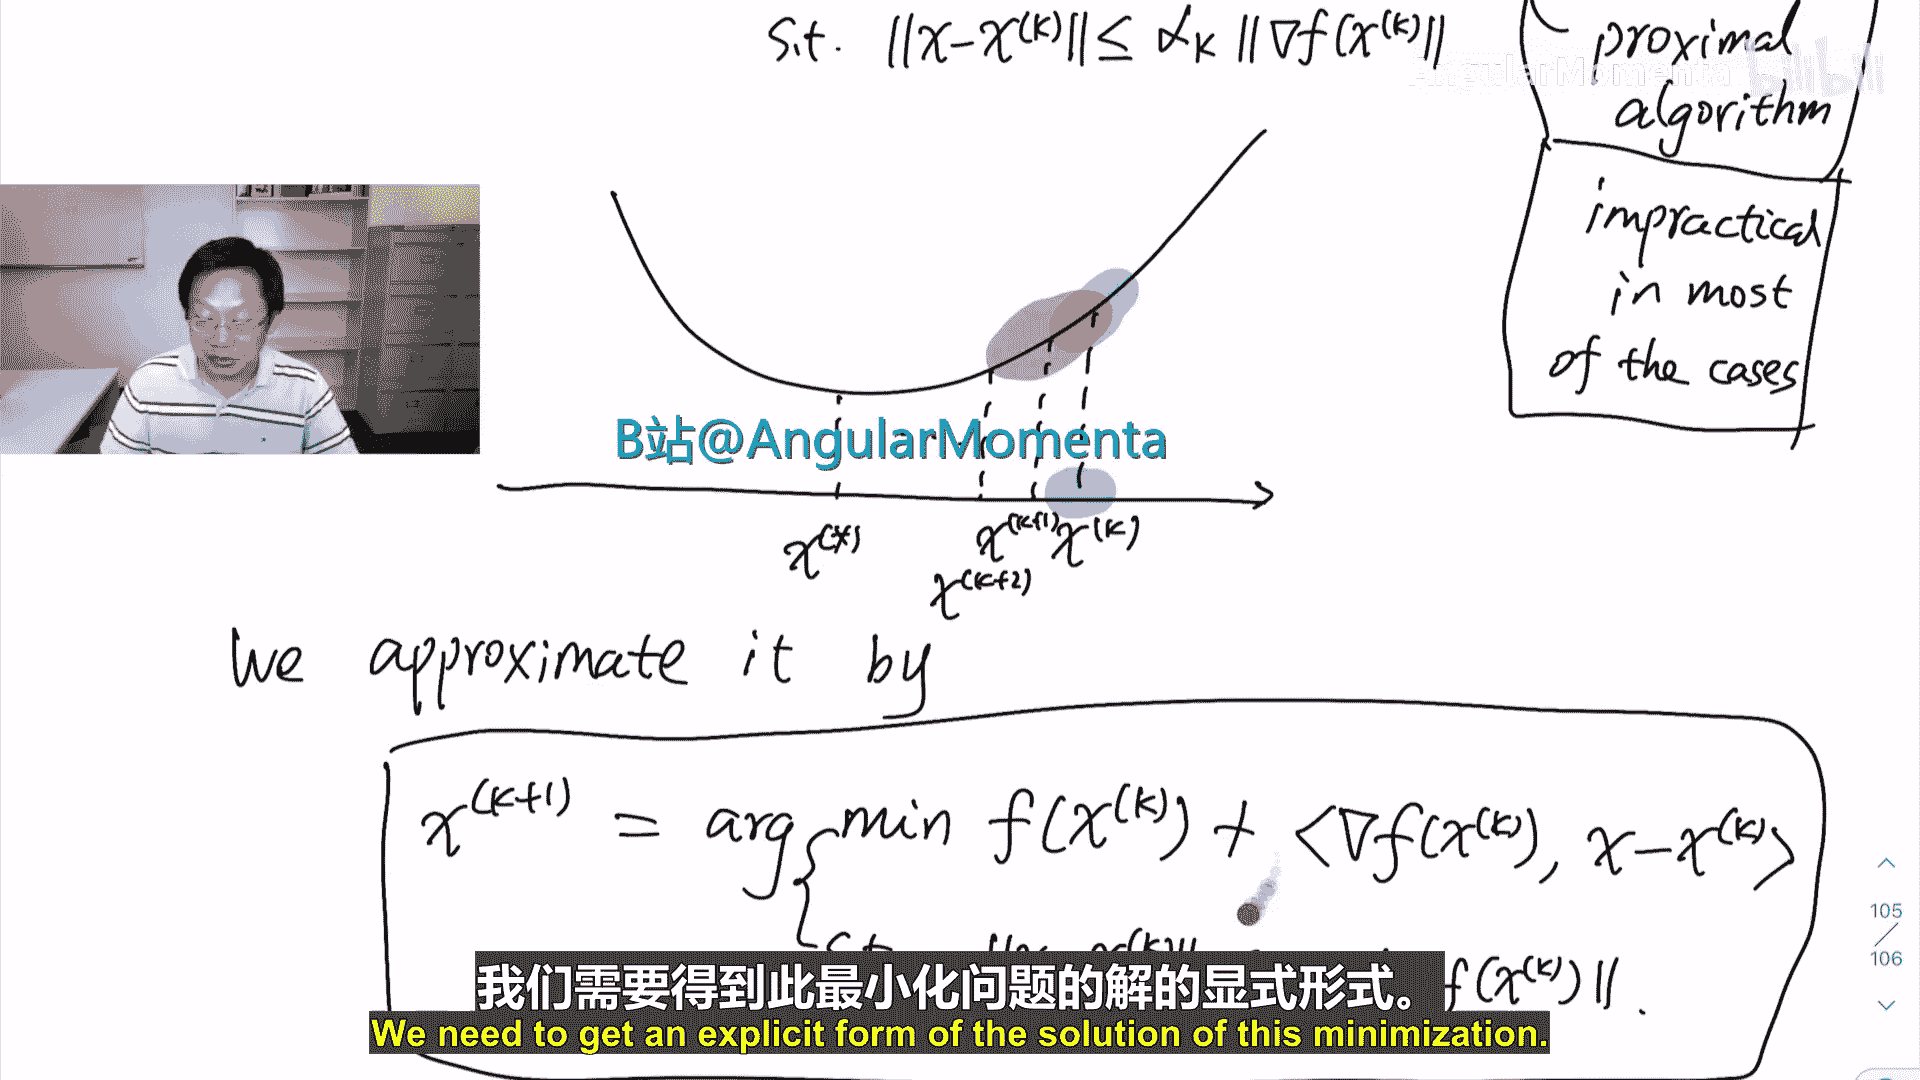 s.t. ||x-x^(k)|| ≤ α_k ||∇f(x^(k))||
proximal
algorithm
AngularMomenta bilibili
impractical
in most
of the cases
B站@AngularMomenta
x^(*) x^(k+1) x^(k)
x^(k+2)
We approximate it by
x^(k+1) = arg min f(x^(k)) + <∇f(x^(k)), x-x^(k)>
s.t. ||x-x^(k)|| f(x^(k))||.
105
/
106
我们需要得到此最小化问题的解的显式形式。
We need to get an explicit form of the solution of this minimization.